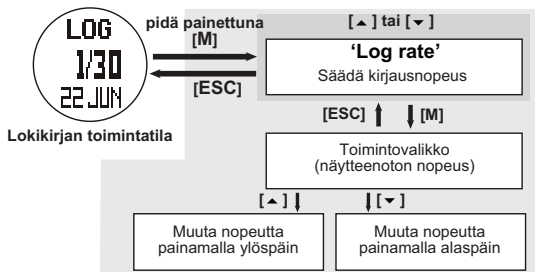 LOG
1/30
22 JUN
Lokikirjan toimintatila
pidä painettuna
[M]
[ESC]
[▲] tai [▼]
‘Log rate’
Säädä kirjausnopeus
[ESC]
[M]
Toimintovalikko
(näytteenoton nopeus)
[▲]
[▼]
Muuta nopeutta
painamalla ylöspäin
Muuta nopeutta
painamalla alaspäin